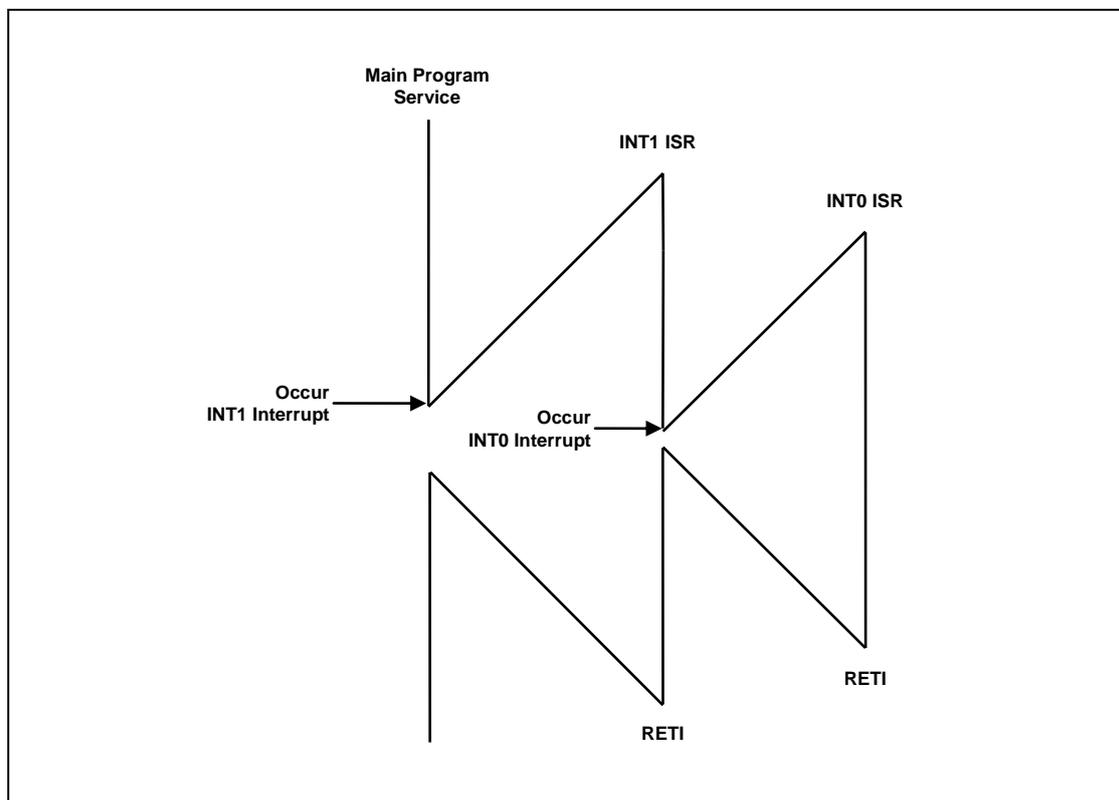 Main Program
Service
INT1 ISR
INT0 ISR
Occur
INT1 Interrupt
Occur
INT0 Interrupt
RETI
RETI